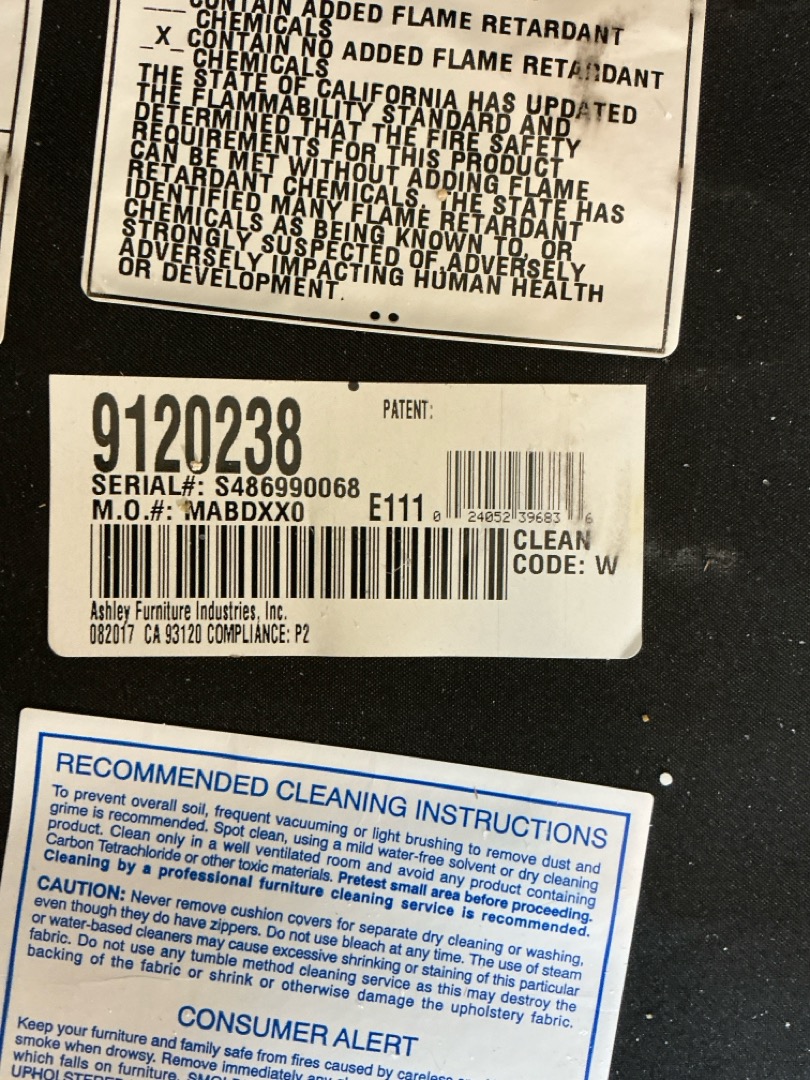 ___CONTAIN ADDED FLAME RETARDANT
CHEMICALS
_X_CONTAIN NO ADDED FLAME RETARDANT
CHEMICALS
THE STATE OF CALIFORNIA HAS UPDATED
THE FLAMMABILITY STANDARD AND
DETERMINED THAT THE FIRE SAFETY
REQUIREMENTS FOR THIS PRODUCT
CAN BE MET WITHOUT ADDING FLAME
RETARDANT CHEMICALS. THE STATE HAS
IDENTIFIED MANY FLAME RETARDANT
CHEMICALS AS BEING KNOWN TO, OR
STRONGLY SUSPECTED OF,ADVERSELY
ADVERSELY IMPACTING HUMAN HEALTH
OR DEVELOPMENT.
9120238
PATENT:
SERIAL#: S486990068
M.O.#: MABDXX0
E111
0 24052 39683 6
CLEAN
CODE: W
Ashley Furniture Industries, Inc.
082017 CA 93120 COMPLIANCE: P2
RECOMMENDED CLEANING INSTRUCTIONS
To prevent overall soil, frequent vacuuming or light brushing to remove dust and
grime is recommended. Spot clean, using a mild water-free solvent or dry cleaning
product. Clean only in a well ventilated room and avoid any product containing
Carbon Tetrachloride or other toxic materials. Pretest small area before proceeding.
Cleaning by a professional furniture cleaning service is recommended.
CAUTION: Never remove cushion covers for separate dry cleaning or washing,
even though they do have zippers. Do not use bleach at any time. The use of steam
or water-based cleaners may cause excessive shrinking or staining of this particular
fabric. Do not use any tumble method cleaning service as this may destroy the
backing of the fabric or shrink or otherwise damage the upholstery fabric.
CONSUMER ALERT
Keep your furniture and family safe from fires caused by careless
smoke when drowsy. Remove immediately any
which falls on furniture.